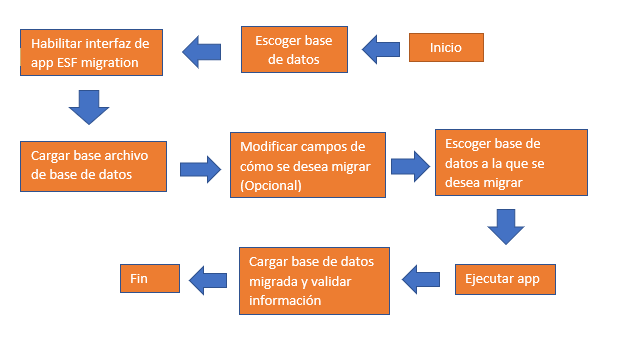 Inicio
Escoger base
de datos
Habilitar interfaz de
app ESF migration
Cargar base archivo
de base de datos
Modificar campos de
cómo se desea migrar
(Opcional)
Escoger base de
datos a la que se
desea migrar
Ejecutar app
Cargar base de datos
migrada y validar
información
Fin